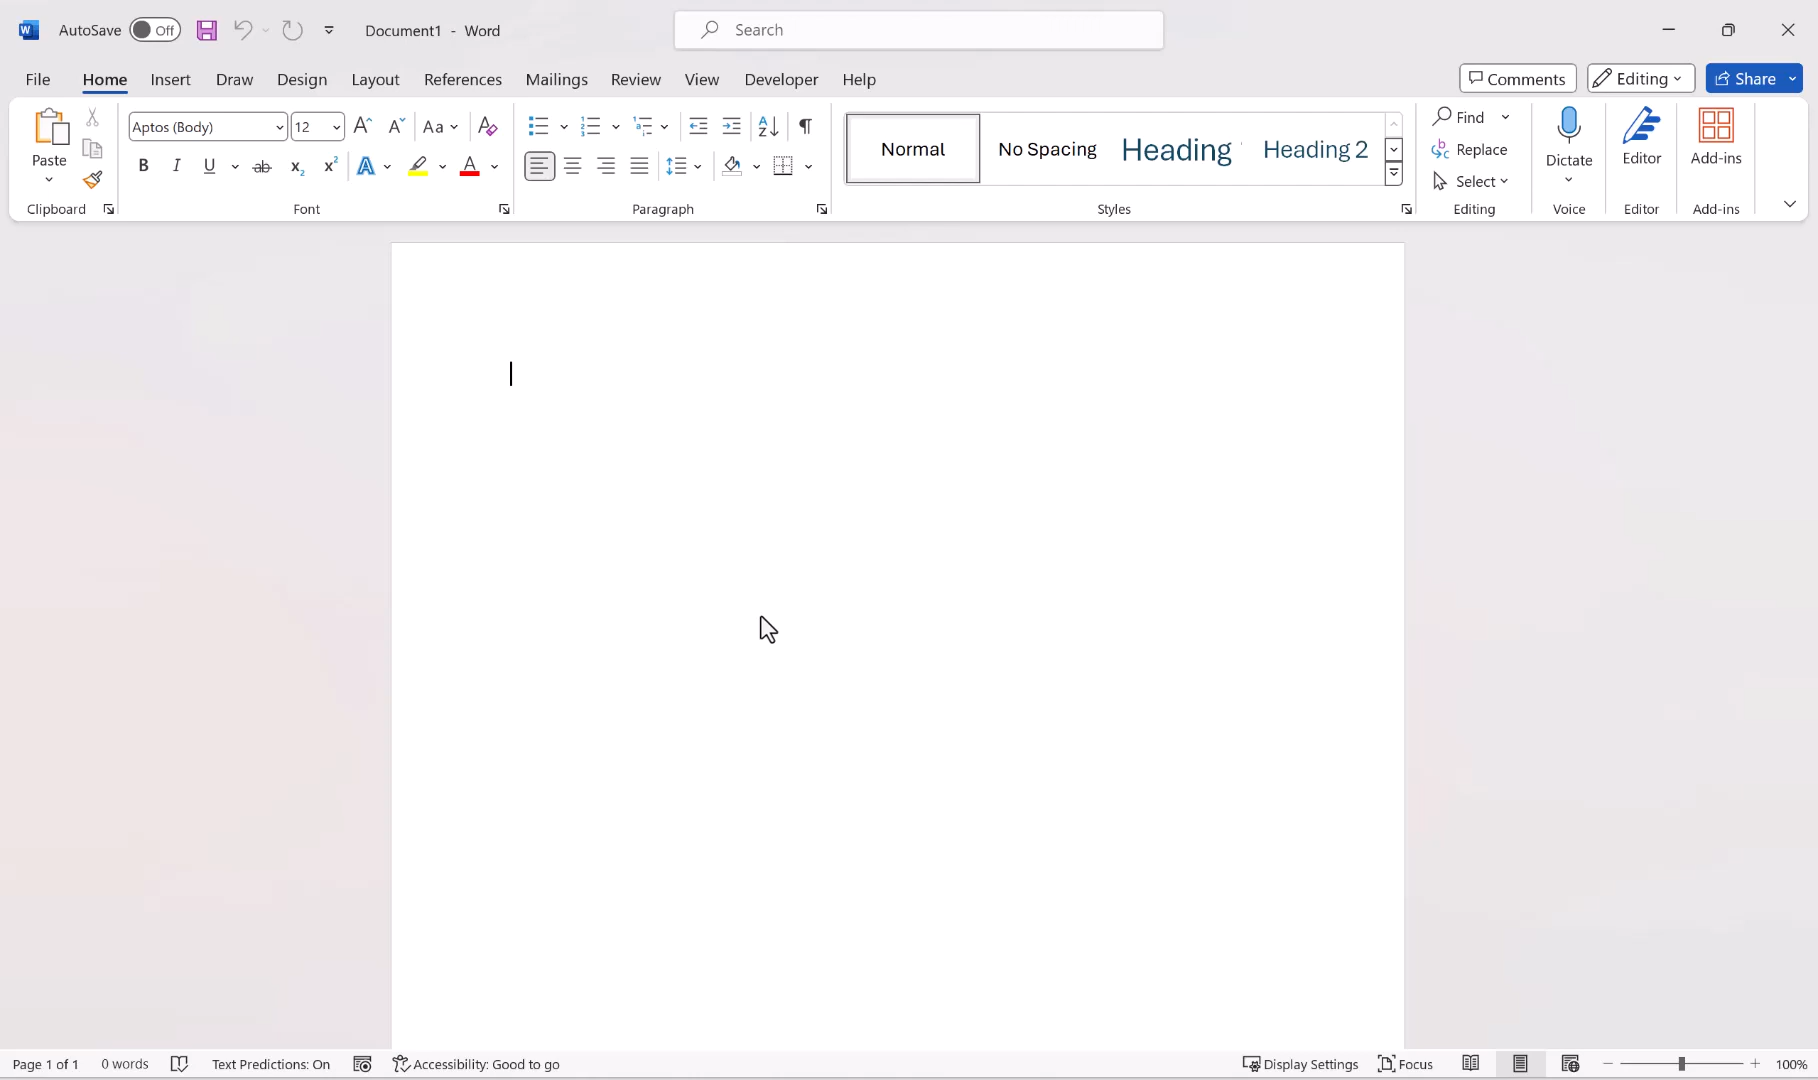 AutoSave Off Document1 - Word Search
File Home Insert Draw Design Layout References Mailings Review View Developer Help Comments Editing Share
Paste Aptos (Body) 12 Normal No Spacing Heading Heading 2 Find Replace Select Dictate Editor Add-ins
Clipboard Font Paragraph Styles Editing Voice Editor Add-ins
Page 1 of 1 0 words Text Predictions: On Accessibility: Good to go Display Settings Focus 100%